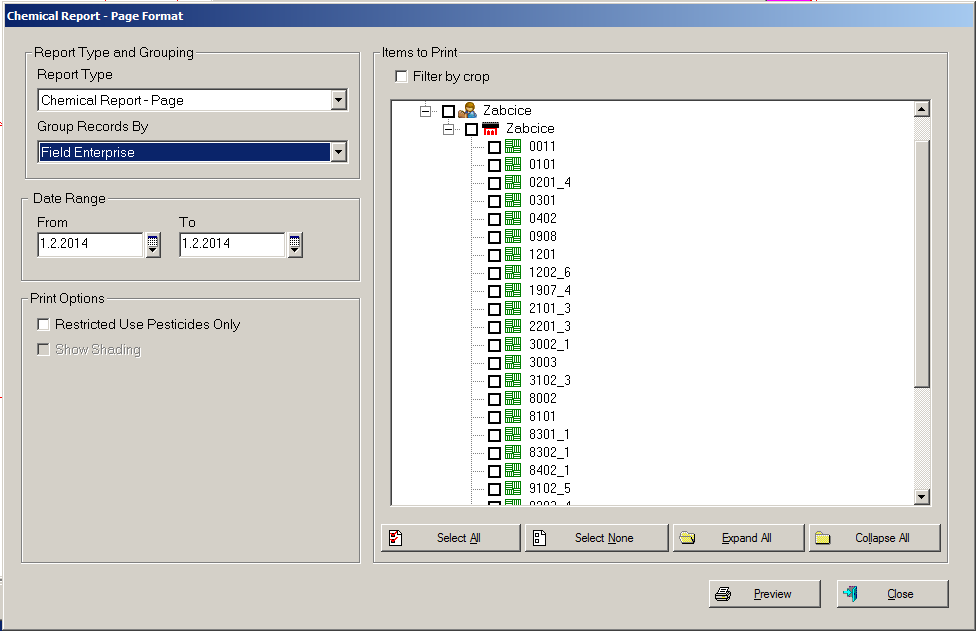 Chemical Report - Page Format
Report Type and Grouping
Report Type
Chemical Report - Page
Group Records By
Field Enterprise
Date Range
From
To
1.2.2014
1.2.2014
Print Options
Restricted Use Pesticides Only
Show Shading
Items to Print
Filter by crop
Zabcice
Zabcice
0011
0101
0201_4
0301
0402
0908
1201
1202_6
1907_4
2101_3
2201_3
3002_1
3003
3102_3
8002
8101
8301_1
8302_1
8402_1
9102_5
Select All
Select None
Expand All
Collapse All
Preview
Close